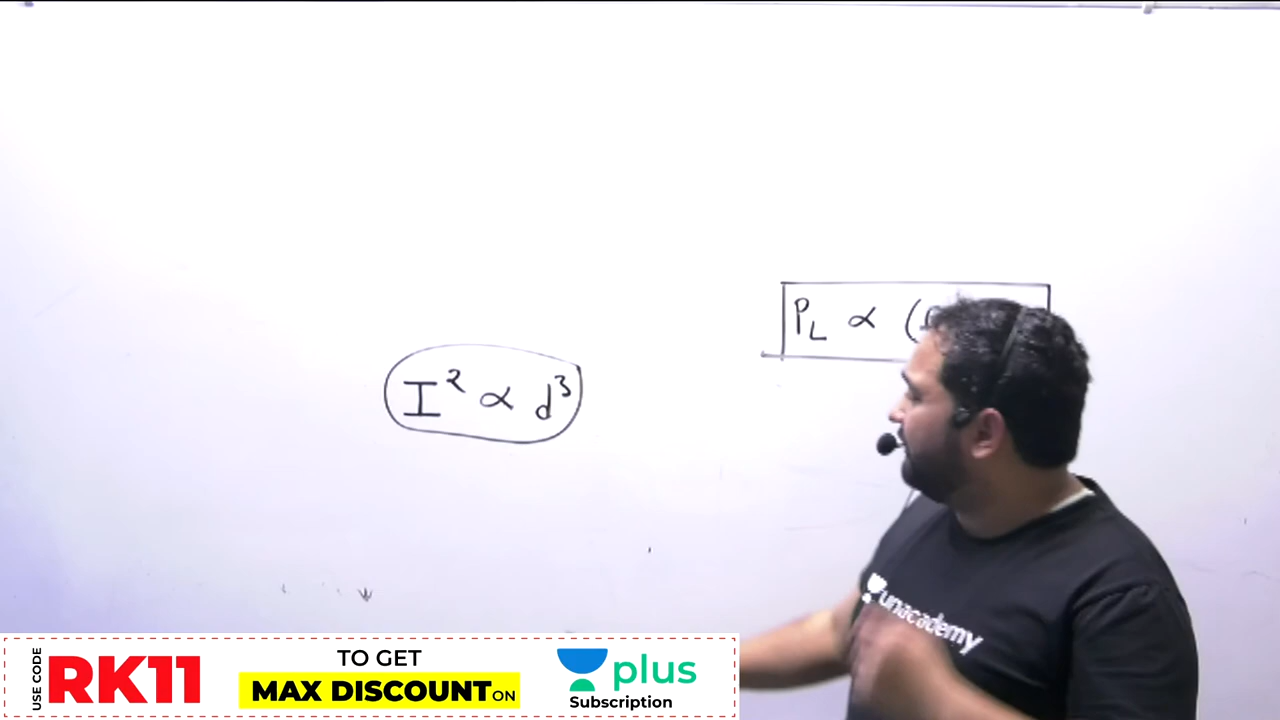 P_L ∝ (
I² ∝ d³
unacademy
USE CODE
RK11
TO GET
MAX DISCOUNT ON
plus
Subscription